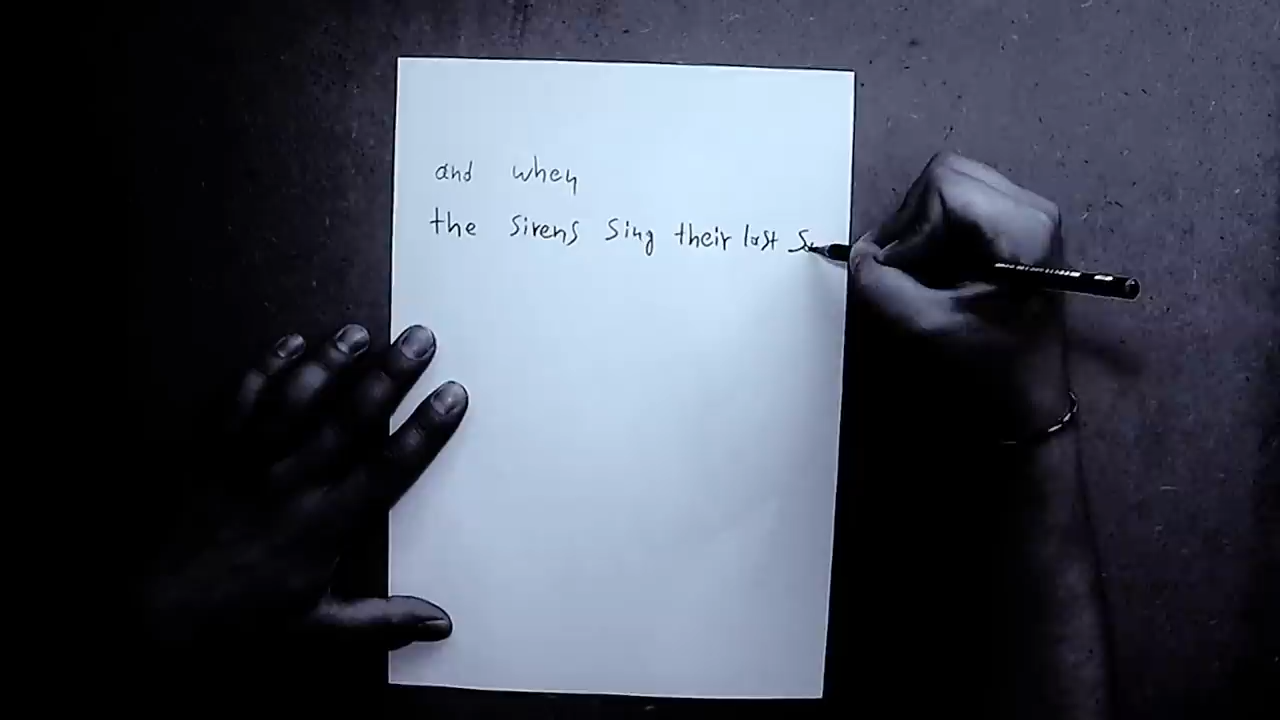 and when
the sirens sing their last